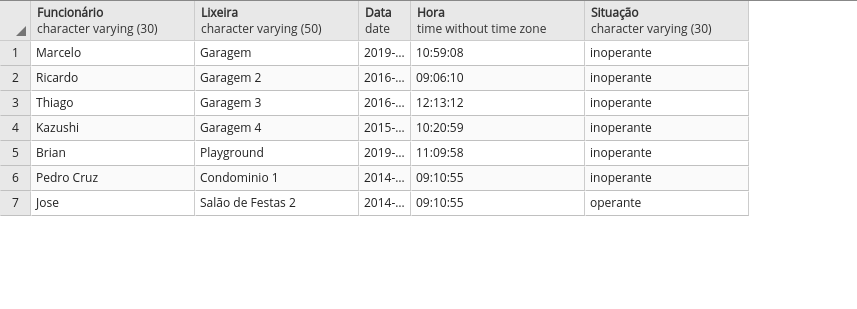 Funcionário Lixeira Data Hora Situação
character varying (30) character varying (50) date time without time zone character varying (30)
1 Marcelo Garagem 2019-... 10:59:08 inoperante
2 Ricardo Garagem 2 2016-... 09:06:10 inoperante
3 Thiago Garagem 3 2016-... 12:13:12 inoperante
4 Kazushi Garagem 4 2015-... 10:20:59 inoperante
5 Brian Playground 2019-... 11:09:58 inoperante
6 Pedro Cruz Condominio 1 2014-... 09:10:55 inoperante
7 Jose Salão de Festas 2 2014-... 09:10:55 operante